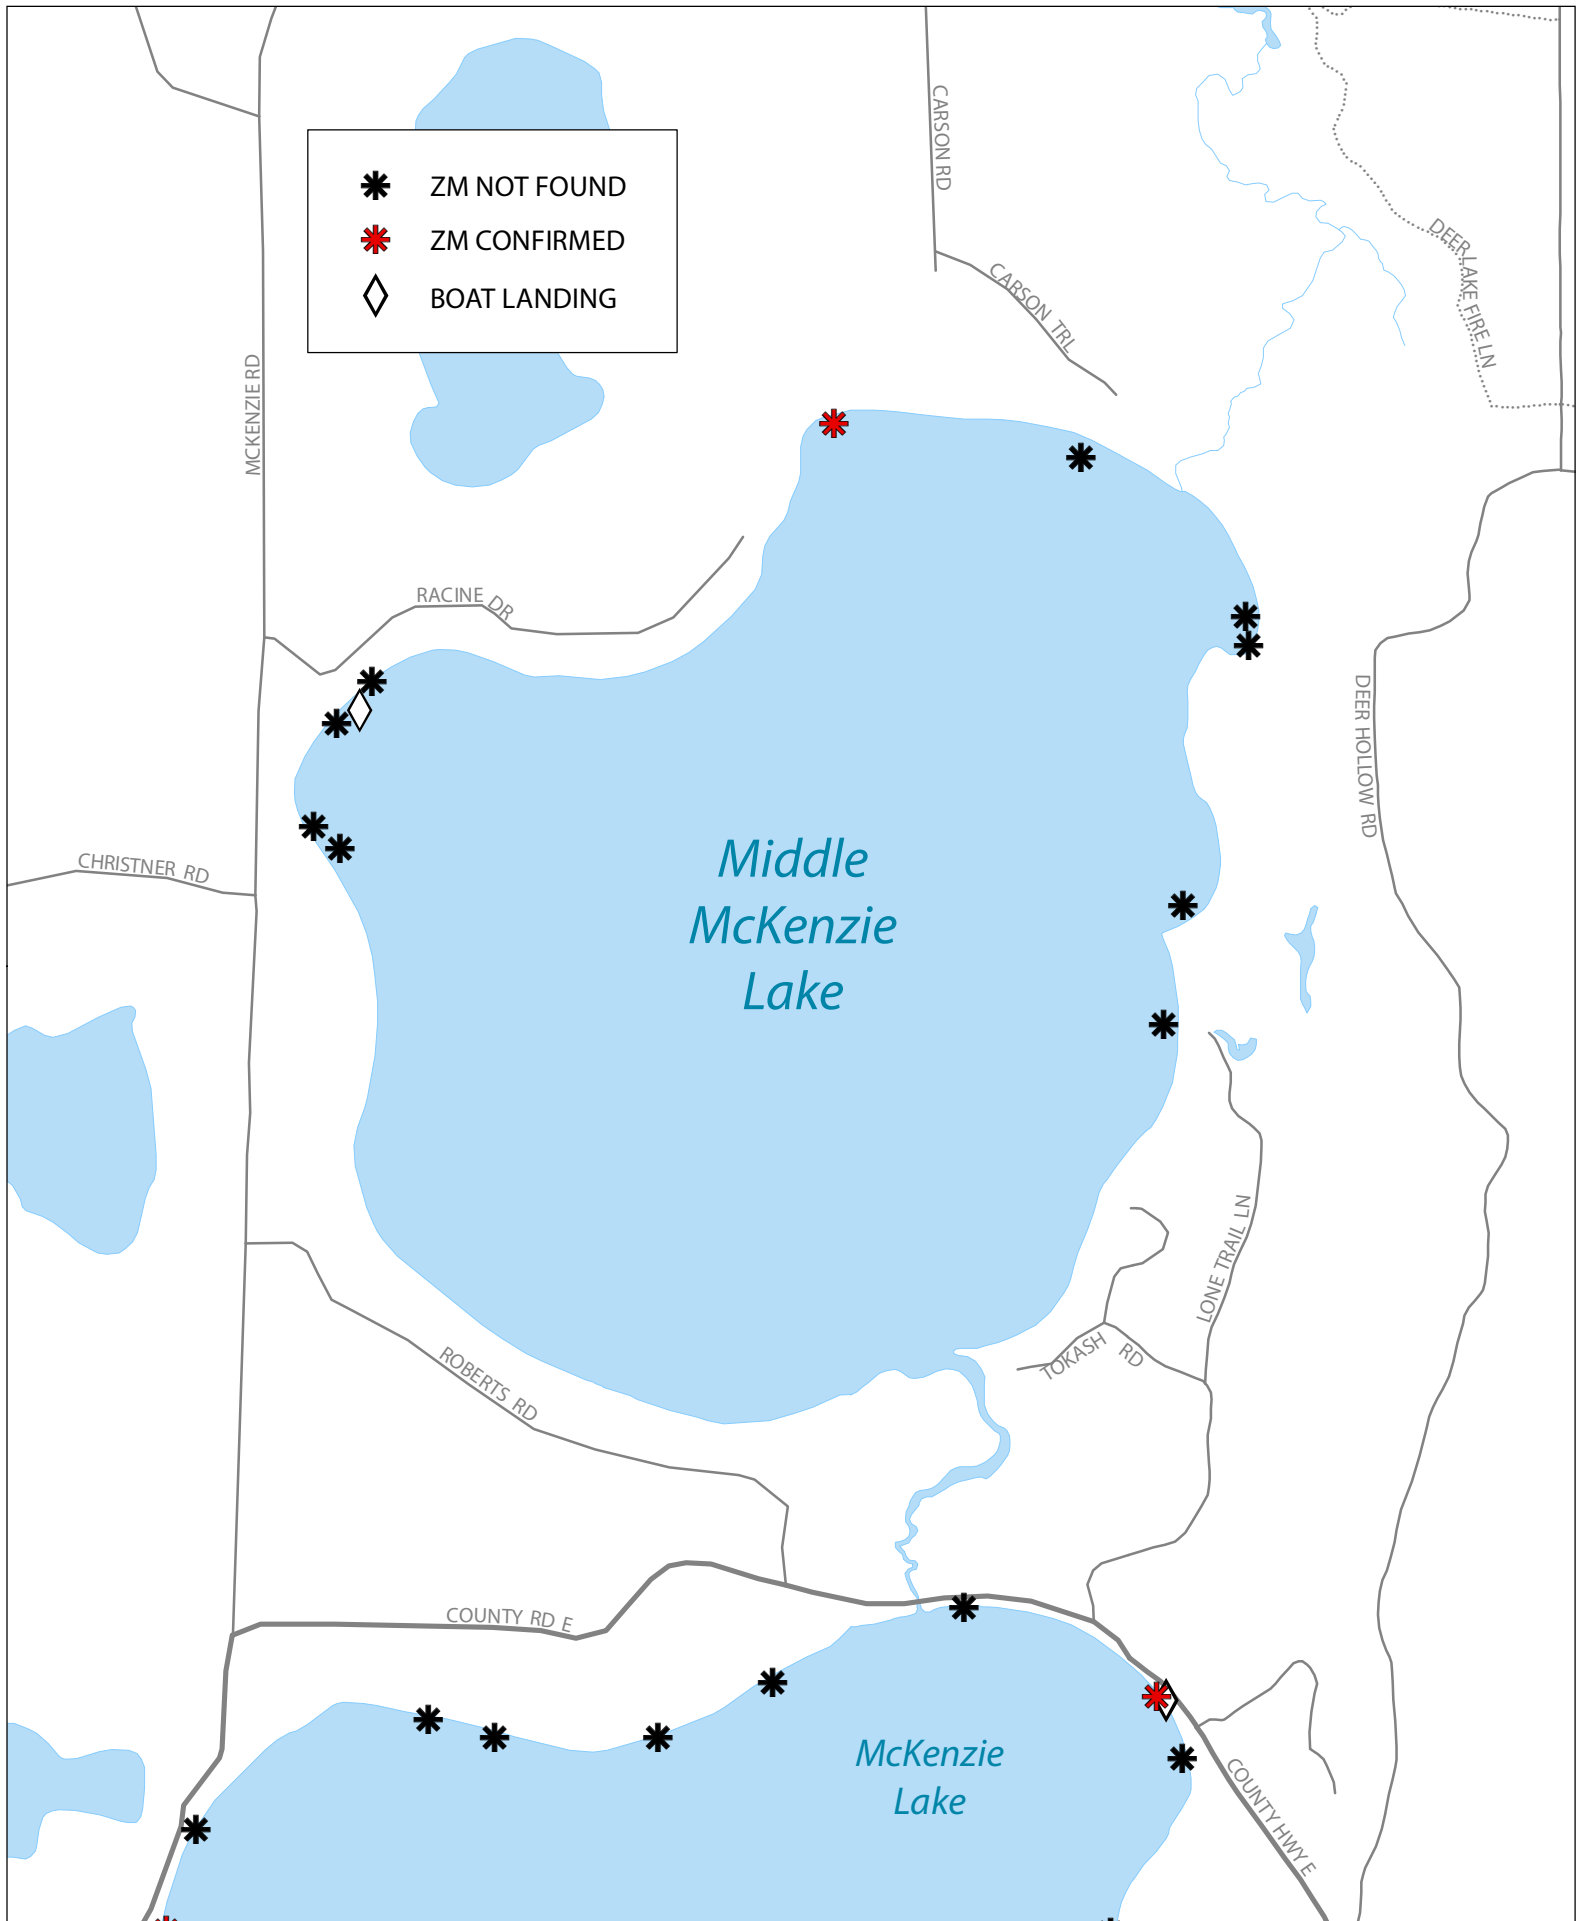 CARSON RD
ZM NOT FOUND
ZM CONFIRMED
BOAT LANDING
DEER LAKE FIRE LN
CARSON TRL
MCKENZIE RD
RACINE DR
DEER HOLLOW RD
Middle
McKenzie
Lake
CHRISTNER RD
LONE TRAIL LN
TOKASH RD
ROBERTS RD
COUNTY RD E
McKenzie
Lake
COUNTY HWY E